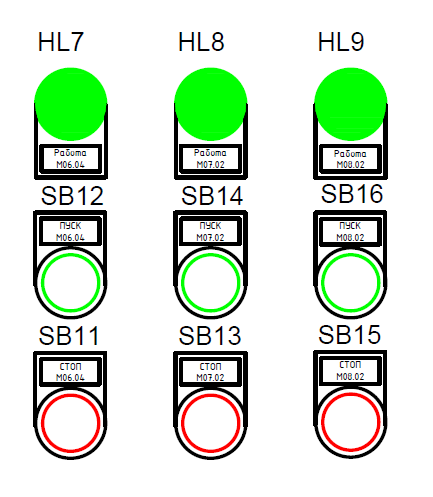 HL7 HL8 HL9
Работа Работа Работа
М06.04 М07.02 М08.02
SB12 SB14 SB16
ПУСК ПУСК ПУСК
М06.04 М07.02 М08.02
SB11 SB13 SB15
СТОП СТОП СТОП
М06.04 М07.02 М08.02